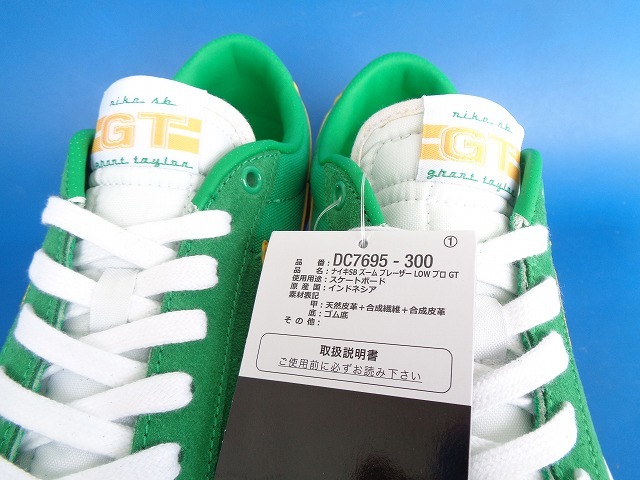 nike sb
GT
grant taylor
nike sb
GT
grant taylor
①
品番: DC7695-300
品名: ナイキSB ズーム ブレーザー LOW プロ GT
使用用途: スケートボード
原産国: インドネシア
素材表記
甲: 天然皮革+合成繊維+合成皮革
底: ゴム底
その他:
取扱説明書
ご使用前に必ずお読み下さい